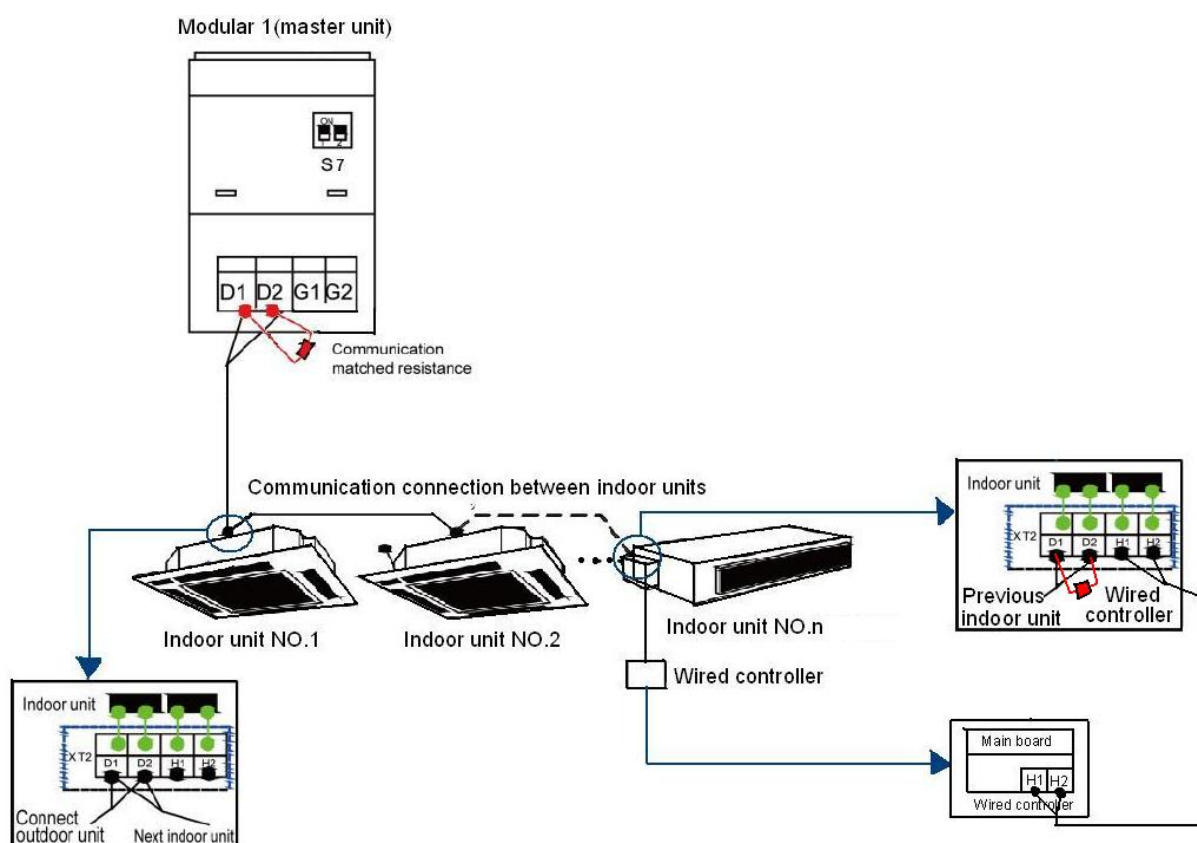 Modular 1(master unit)
ON
1 2
S7
D1 D2 G1 G2
Communication
matched resistance
Communication connection between indoor units
Indoor unit
XT2
D1 D2 H1 H2
Previous
indoor unit
Wired
controller
Indoor unit NO.1
Indoor unit NO.2
Indoor unit NO.n
Wired controller
Indoor unit
XT2
D1 D2 H1 H2
Connect
outdoor unit
Next indoor unit
Main board
H1 H2
Wired controller